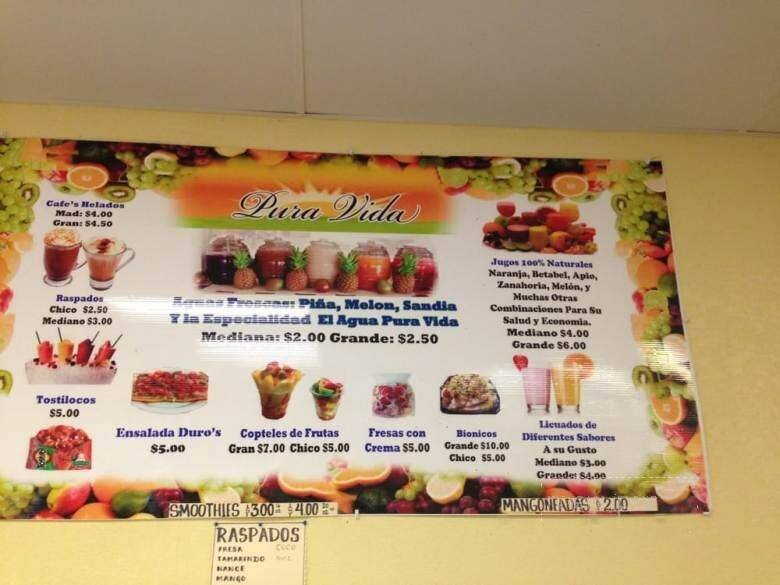 Pura Vida
Cafe's Helados
Mad: $4.00
Gran: $4.50
Raspados
Chico $2.50
Mediano $3.00
Tostilocos
$5.00
Aguas Frescas: Piña, Molon, Sandia
Y la Especialidad El Agua Pura Vida
Mediana: $2.00 Grande: $2.50
Jugos 100% Naturales
Naranja, Betabel, Apio,
Zanahoria, Melón, y
Muchas Otras
Combinaciones Para Su
Salud y Economia.
Mediano $4.00
Grande $6.00
Ensalada Duro's
$5.00
Copteles de Frutas
Gran $7.00 Chico $5.00
Fresas con
Crema $5.00
Bionicos
Grande $10.00
Chico $5.00
Licuados de
Diferentes Sabores
A su Gusto
Mediano $3.00
Grande: $4.00
SMOOTHIES $3.00 $4.00
MANGONEADAS $2.00
RASPADOS
FRESA COCO
TAMARINDO
NANCE
MANGO